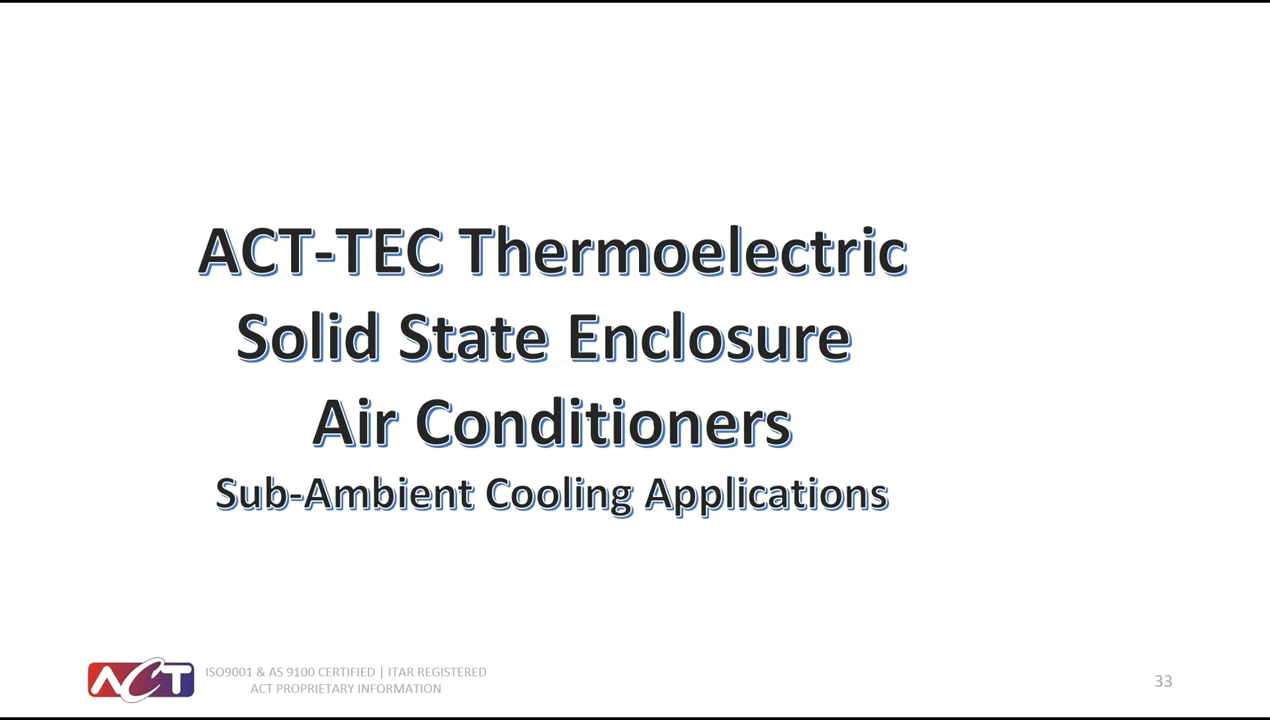 ACT-TEC Thermoelectric
Solid State Enclosure
Air Conditioners
Sub-Ambient Cooling Applications
ACT
ISO9001 & AS 9100 CERTIFIED | ITAR REGISTERED
ACT PROPRIETARY INFORMATION
33